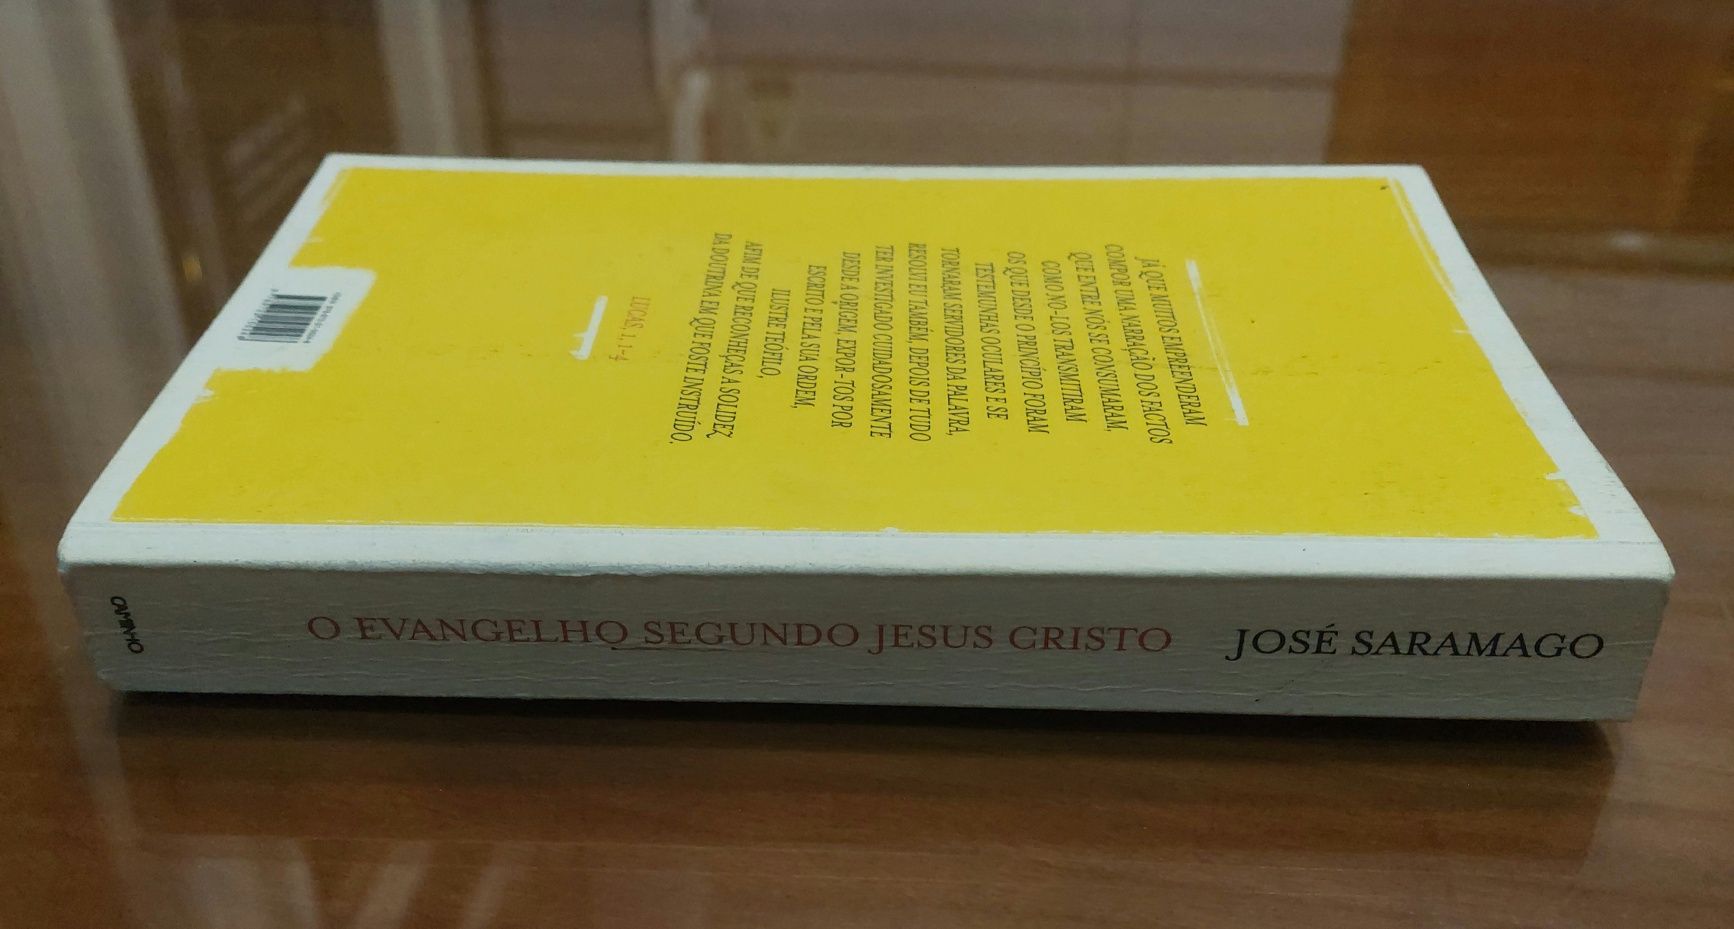 JÁ QUE MUITOS EMPREENDERAM
COMPOR UMA NARRAÇÃO DOS FACTOS
QUE ENTRE NÓS SE CONSUMARAM,
COMO NO-LOS TRANSMITIRAM
OS QUE DESDE O PRINCÍPIO FORAM
TESTEMUNHAS OCULARES E SE
TORNARAM SERVIDORES DA PALAVRA,
RESOLVI EU TAMBÉM, DEPOIS DE TUDO
TER INVESTIGADO CUIDADOSAMENTE
DESDE A ORIGEM, EXPOR-TOS POR
ESCRITO E PELA SUA ORDEM,
ILUSTRE TEÓFILO,
AFIM DE QUE RECONHEÇAS A SOLIDEZ
DA DOUTRINA EM QUE FOSTE INSTRUÍDO.
LUCAS, 1, 1-4
O EVANGELHO SEGUNDO JESUS CRISTO
JOSÉ SARAMAGO
CAMINHO